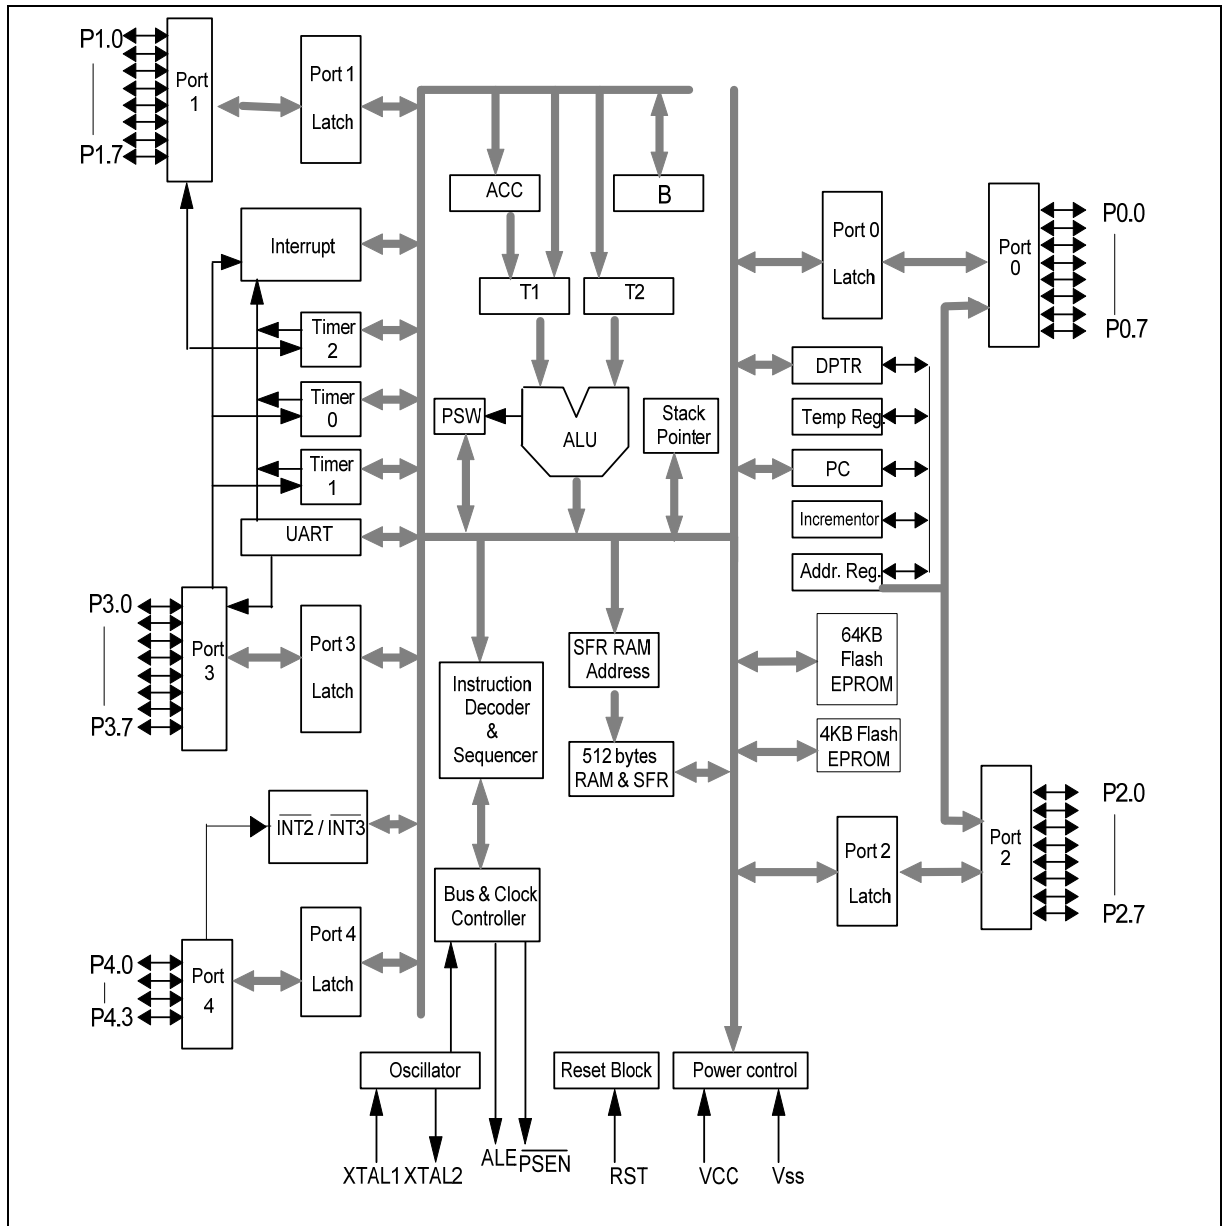 P1.0
P1.7
Port
1
Port 1
Latch
ACC
B
Interrupt
T1
T2
Port 0
Latch
Port
0
P0.0
P0.7
Timer
2
Timer
0
Timer
1
UART
PSW
ALU
Stack
Pointer
DPTR
Temp Reg.
PC
Incrementor
Addr. Reg.
P3.0
P3.7
Port
3
Port 3
Latch
Instruction
Decoder
&
Sequencer
SFR RAM
Address
512 bytes
RAM & SFR
64KB
Flash
EPROM
4KB Flash
EPROM
INT2 / INT3
Bus & Clock
Controller
Port 2
Latch
Port
2
P2.0
P2.7
P4.0
P4.3
Port
4
Port 4
Latch
Oscillator
Reset Block
Power control
XTAL1
XTAL2
ALE
PSEN
RST
VCC
Vss